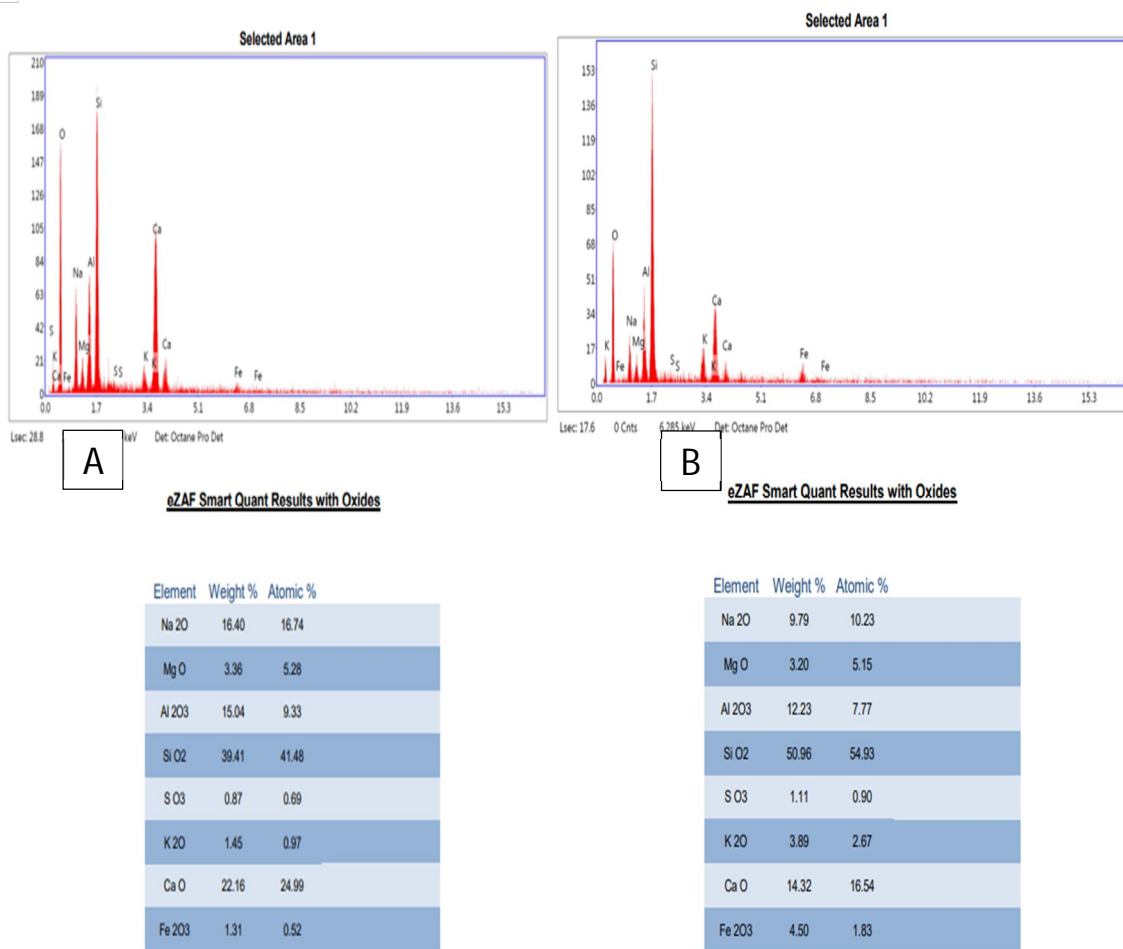 Selected Area 1
210
189
168
147
126
105
84
63
42
21
0
O
Si
Ca
Na
Al
Mg
S
K
Ca
Fe
S S
K
K
Ca
Fe
Fe
0.0 1.7 3.4 5.1 6.8 8.5 10.2 11.9 13.6 15.3
Lsec: 28.8 keV Det: Octane Pro Det
A
eZAF Smart Quant Results with Oxides
Element Weight % Atomic %
Na 2O 16.40 16.74
Mg O 3.36 5.28
Al 2O3 15.04 9.33
Si O2 39.41 41.48
S O3 0.87 0.69
K 2O 1.45 0.97
Ca O 22.16 24.99
Fe 2O3 1.31 0.52
Selected Area 1
153
136
119
102
85
68
51
34
17
0
Si
O
Al
Ca
Na
Mg
K
Fe
S
S
K
K
Ca
Fe
Fe
0.0 1.7 3.4 5.1 6.8 8.5 10.2 11.9 13.6 15.3
Lsec: 17.6 0 Cnts 6.285 keV Det: Octane Pro Det
B
eZAF Smart Quant Results with Oxides
Element Weight % Atomic %
Na 2O 9.79 10.23
Mg O 3.20 5.15
Al 2O3 12.23 7.77
Si O2 50.96 54.93
S O3 1.11 0.90
K 2O 3.89 2.67
Ca O 14.32 16.54
Fe 2O3 4.50 1.83